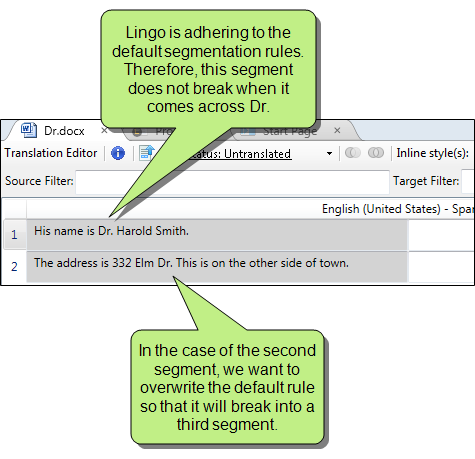 Lingo is adhering to the
default segmentation rules.
Therefore, this segment
does not break when it
comes across Dr.
Dr.docx
Start Page
Translation Editor
Status: Untranslated
Inline style(s):
Source Filter:
Target Filter:
English (United States) - Spar
1 His name is Dr. Harold Smith.
2 The address is 332 Elm Dr. This is on the other side of town.
In the case of the second
segment, we want to
overwrite the default rule
so that it will break into a
third segment.